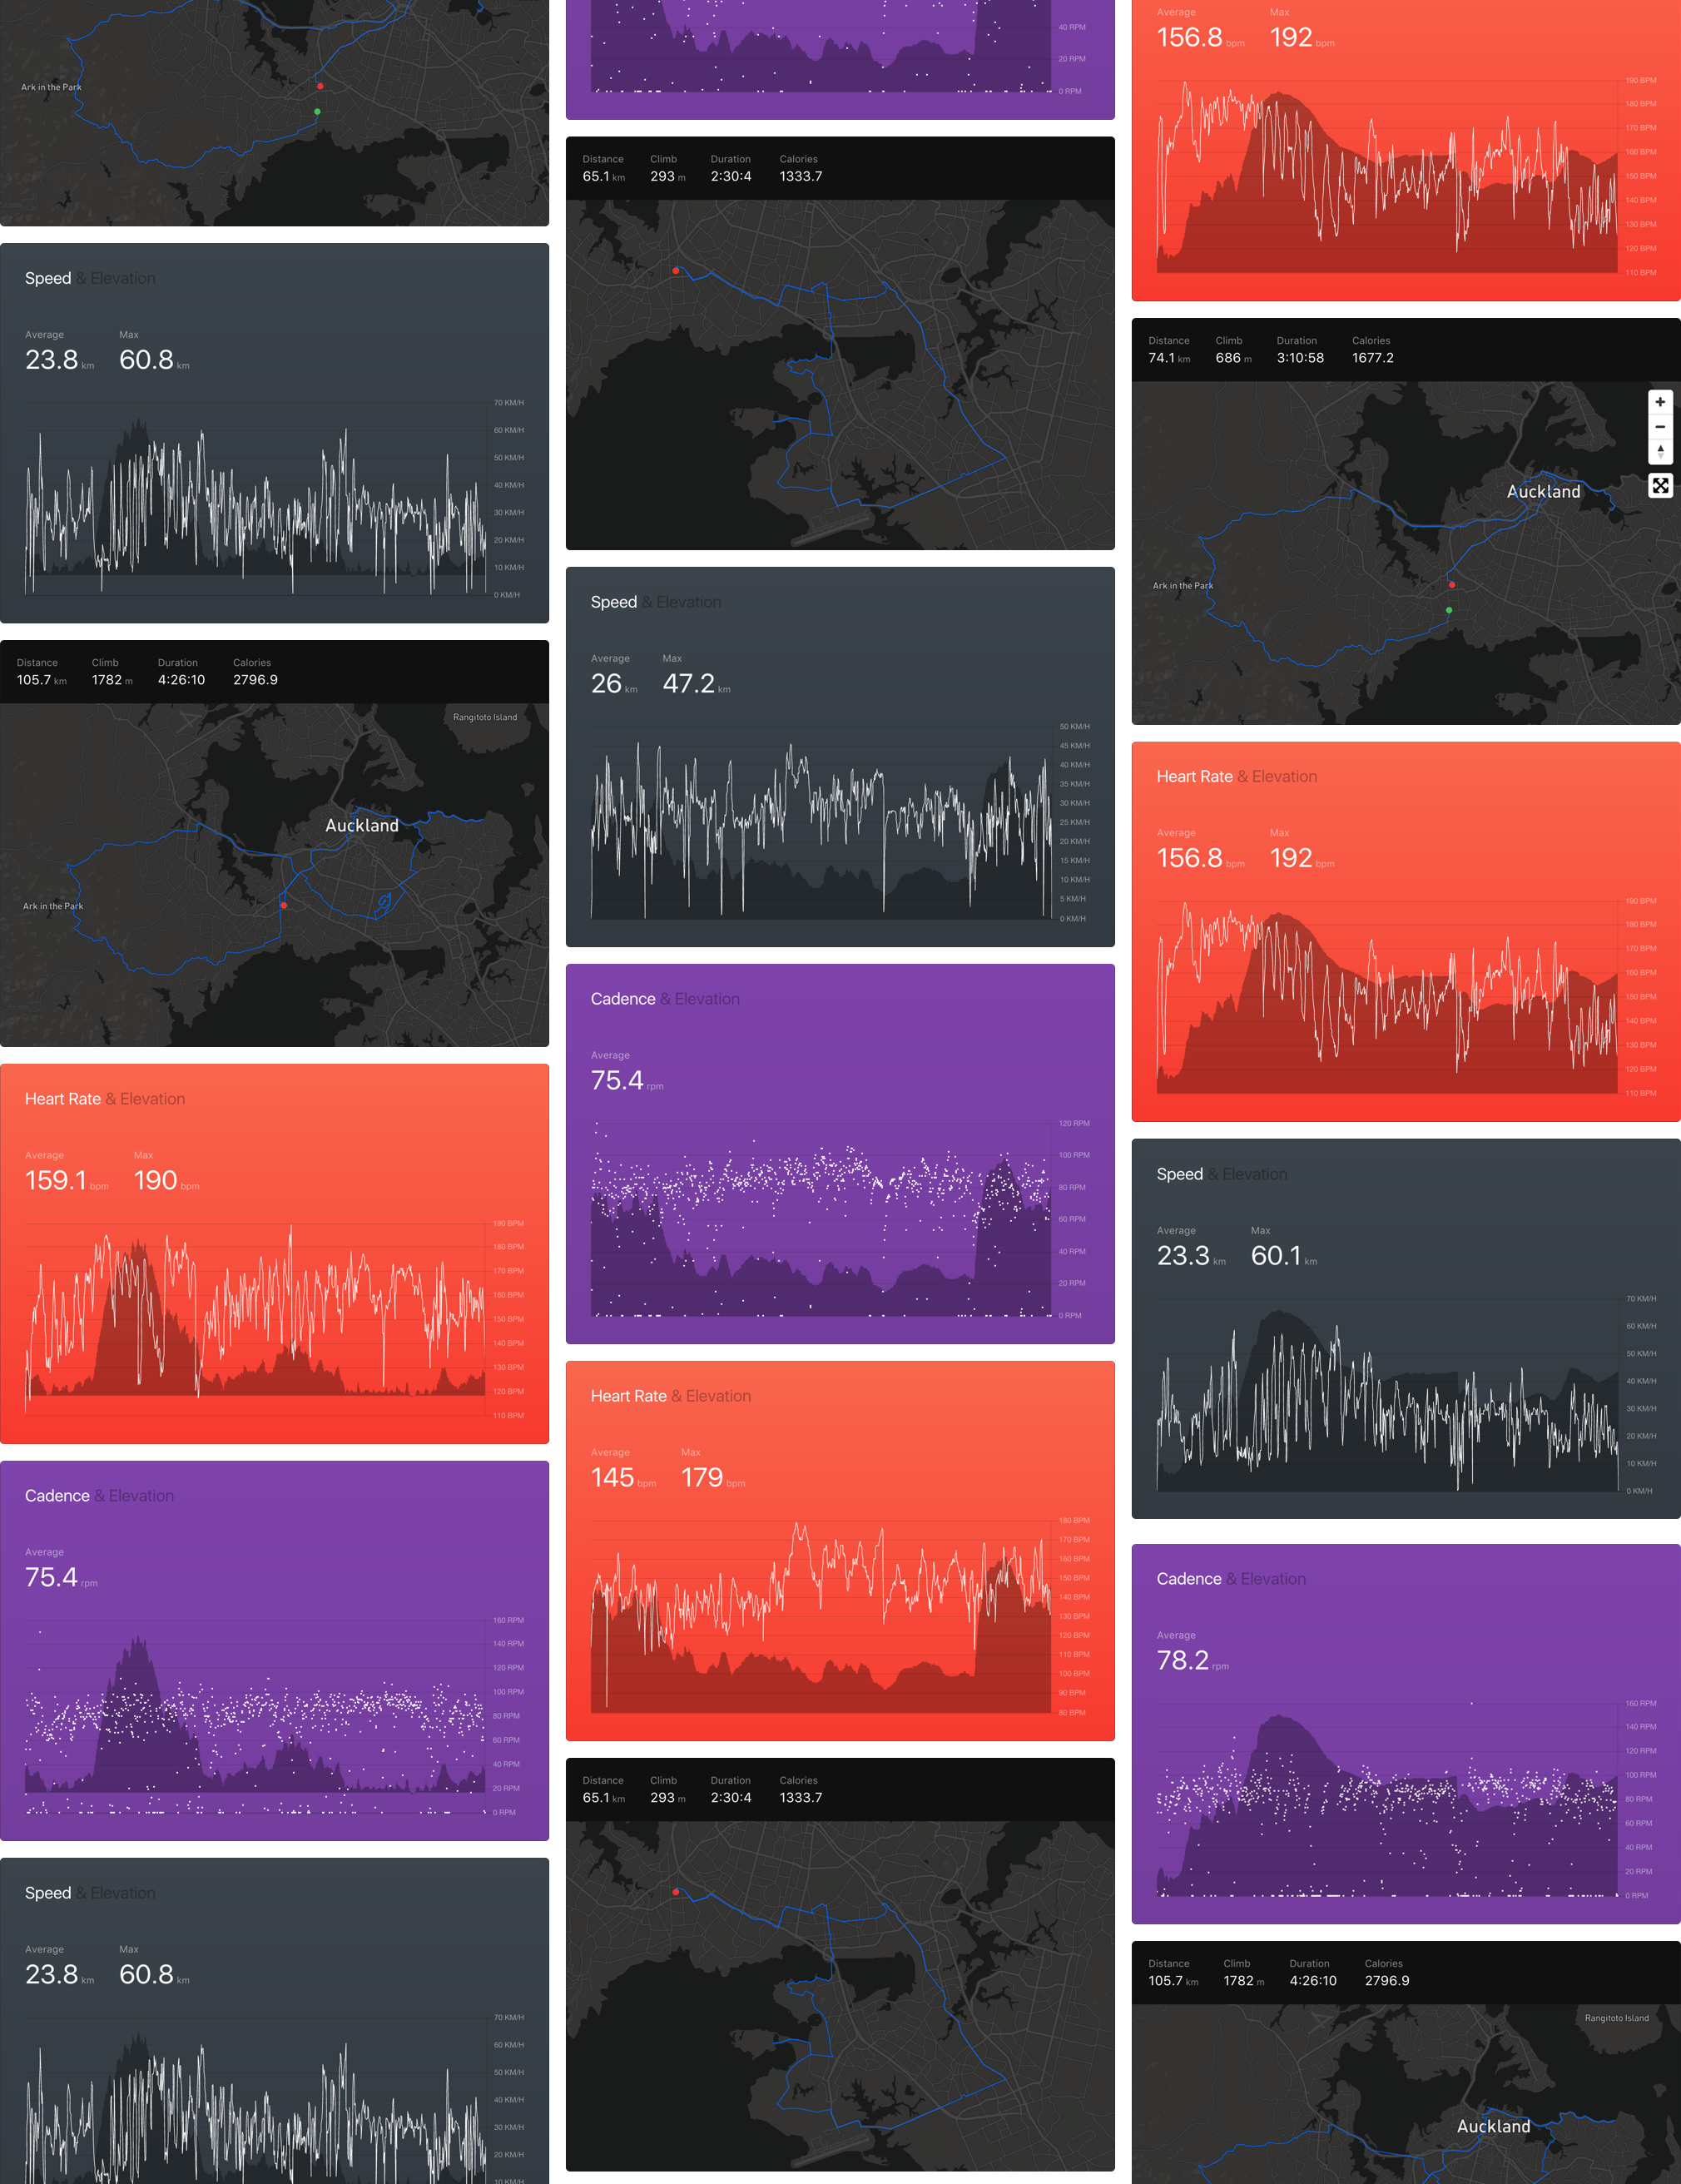 Ark in the Park
Speed & Elevation
Average Max
23.8 km 60.8 km
70 KM/H
60 KM/H
50 KM/H
40 KM/H
30 KM/H
20 KM/H
10 KM/H
0 KM/H
Distance Climb Duration Calories
105.7 km 1782 m 4:26:10 2796.9
Rangitoto Island
Auckland
Ark in the Park
Heart Rate & Elevation
Average Max
159.1 bpm 190 bpm
190 BPM
180 BPM
170 BPM
160 BPM
150 BPM
140 BPM
130 BPM
120 BPM
110 BPM
Cadence & Elevation
Average
75.4 rpm
160 RPM
140 RPM
120 RPM
100 RPM
80 RPM
60 RPM
40 RPM
20 RPM
0 RPM
Speed & Elevation
Average Max
23.8 km 60.8 km
70 KM/H
60 KM/H
50 KM/H
40 KM/H
30 KM/H
20 KM/H
10 KM/H
40 RPM
20 RPM
0 RPM
Distance Climb Duration Calories
65.1 km 293 m 2:30:4 1333.7
Speed & Elevation
Average Max
26 km 47.2 km
50 KM/H
45 KM/H
40 KM/H
35 KM/H
30 KM/H
25 KM/H
20 KM/H
15 KM/H
10 KM/H
5 KM/H
0 KM/H
Cadence & Elevation
Average
75.4 rpm
120 RPM
100 RPM
80 RPM
60 RPM
40 RPM
20 RPM
0 RPM
Heart Rate & Elevation
Average Max
145 bpm 179 bpm
180 BPM
170 BPM
160 BPM
150 BPM
140 BPM
130 BPM
120 BPM
110 BPM
100 BPM
90 BPM
80 BPM
Distance Climb Duration Calories
65.1 km 293 m 2:30:4 1333.7
Average Max
156.8 bpm 192 bpm
190 BPM
180 BPM
170 BPM
160 BPM
150 BPM
140 BPM
130 BPM
120 BPM
110 BPM
Distance Climb Duration Calories
74.1 km 686 m 3:10:58 1677.2
Auckland
Ark in the Park
Heart Rate & Elevation
Average Max
156.8 bpm 192 bpm
190 BPM
180 BPM
170 BPM
160 BPM
150 BPM
140 BPM
130 BPM
120 BPM
110 BPM
Speed & Elevation
Average Max
23.3 km 60.1 km
70 KM/H
60 KM/H
50 KM/H
40 KM/H
30 KM/H
20 KM/H
10 KM/H
0 KM/H
Cadence & Elevation
Average
78.2 rpm
160 RPM
140 RPM
120 RPM
100 RPM
80 RPM
60 RPM
40 RPM
20 RPM
0 RPM
Distance Climb Duration Calories
105.7 km 1782 m 4:26:10 2796.9
Rangitoto Island
Auckland